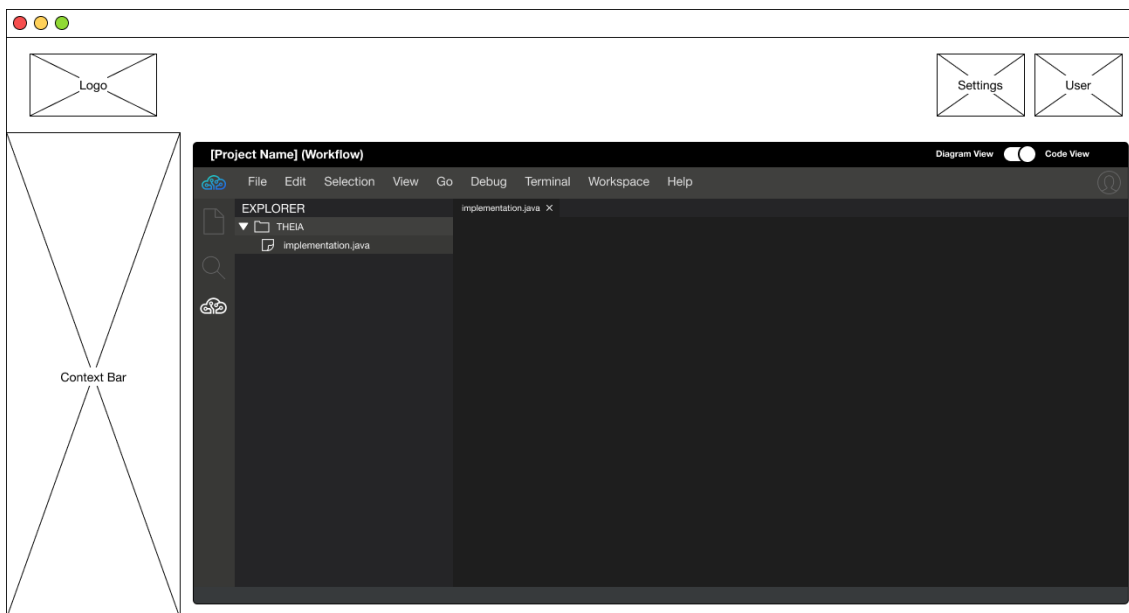 Logo
Settings
User
[Project Name] (Workflow)
Diagram View
Code View
File Edit Selection View Go Debug Terminal Workspace Help
EXPLORER
implementation.java
THEIA
implementation.java
Context Bar